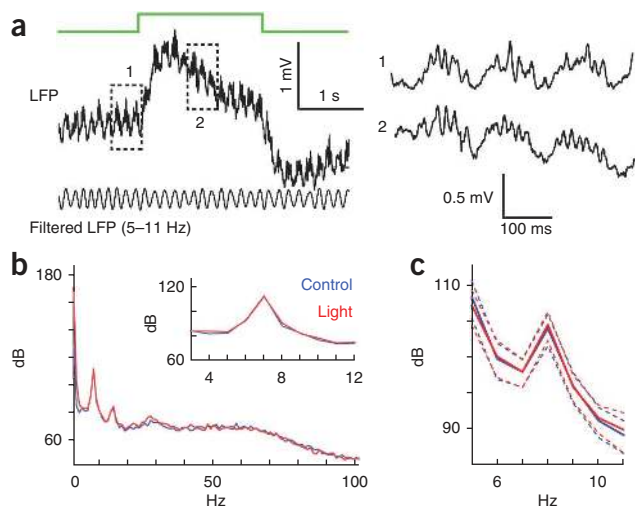 a
LFP
1
2
1 mV
1 s
Filtered LFP (5–11 Hz)
1
2
0.5 mV
100 ms
b
180
dB
60
0
50
100
Hz
120
dB
60
4
8
12
Control
Light
c
110
dB
90
6
10
Hz